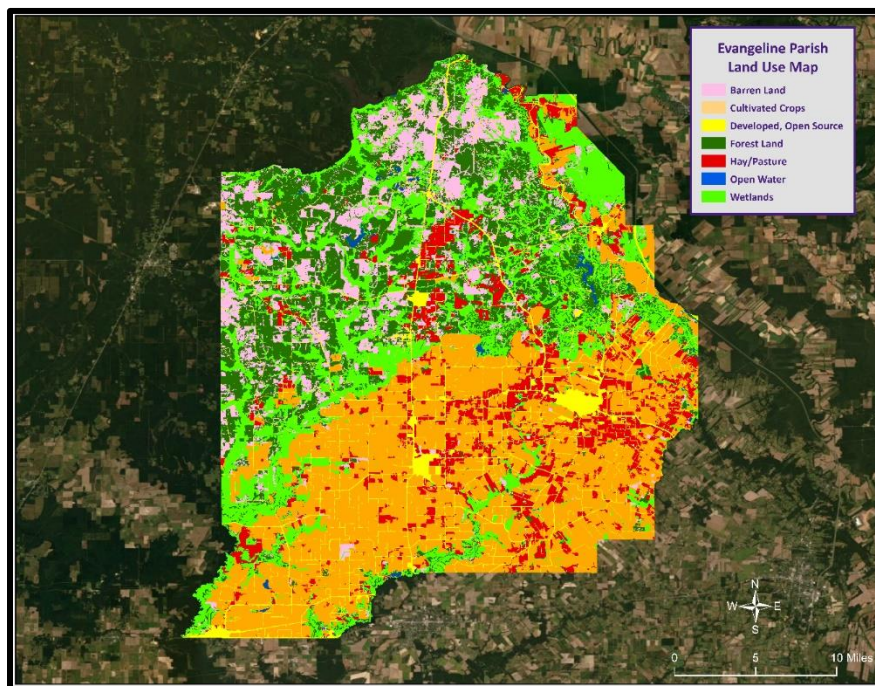 Evangeline Parish
Land Use Map
Barren Land
Cultivated Crops
Developed, Open Source
Forest Land
Hay/Pasture
Open Water
Wetlands
N
W E
S
0 5 10 Miles